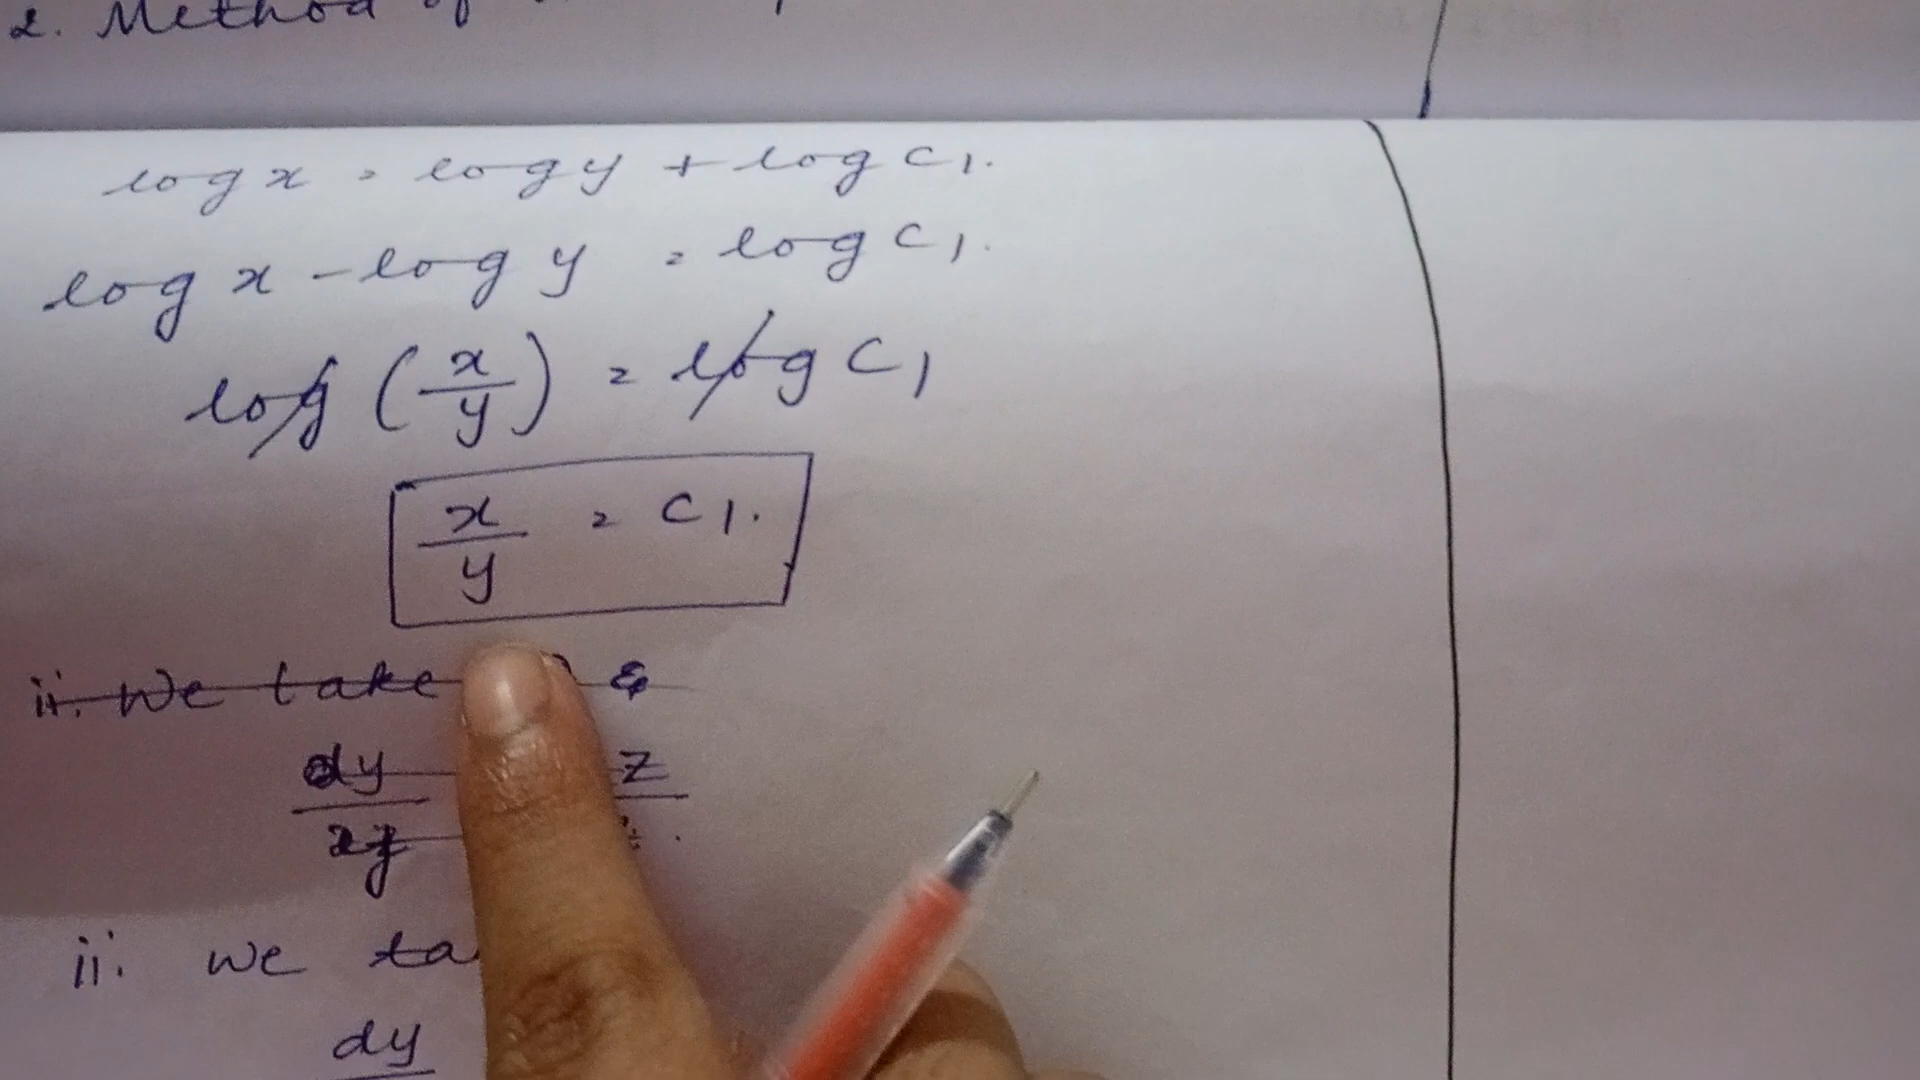 2. Method of
log x = log y + log C1.
log x - log y = log C1.
log (x/y) = log C1
x/y = C1.
ii. We take &
dy z
xy
ii. we ta
dy